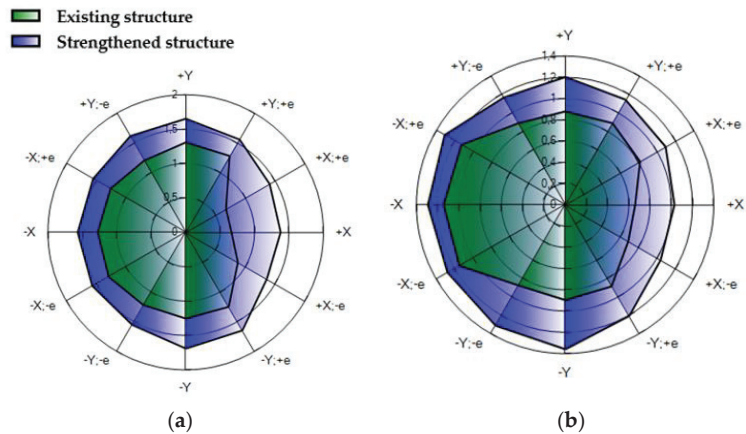 Existing structure
Strengthened structure
+Y
+Y;-e
+Y;+e
-X;+e
+X;+e
-X
+X
-X;-e
+X;-e
-Y;-e
-Y;+e
-Y
2
1,5
1
0,5
0
(a)
+Y
+Y;-e
+Y;+e
-X;+e
+X;+e
-X
+X
-X;-e
+X;-e
-Y;-e
-Y;+e
-Y
1,4
1,2
1
0,8
0,6
0,4
0,2
0
(b)